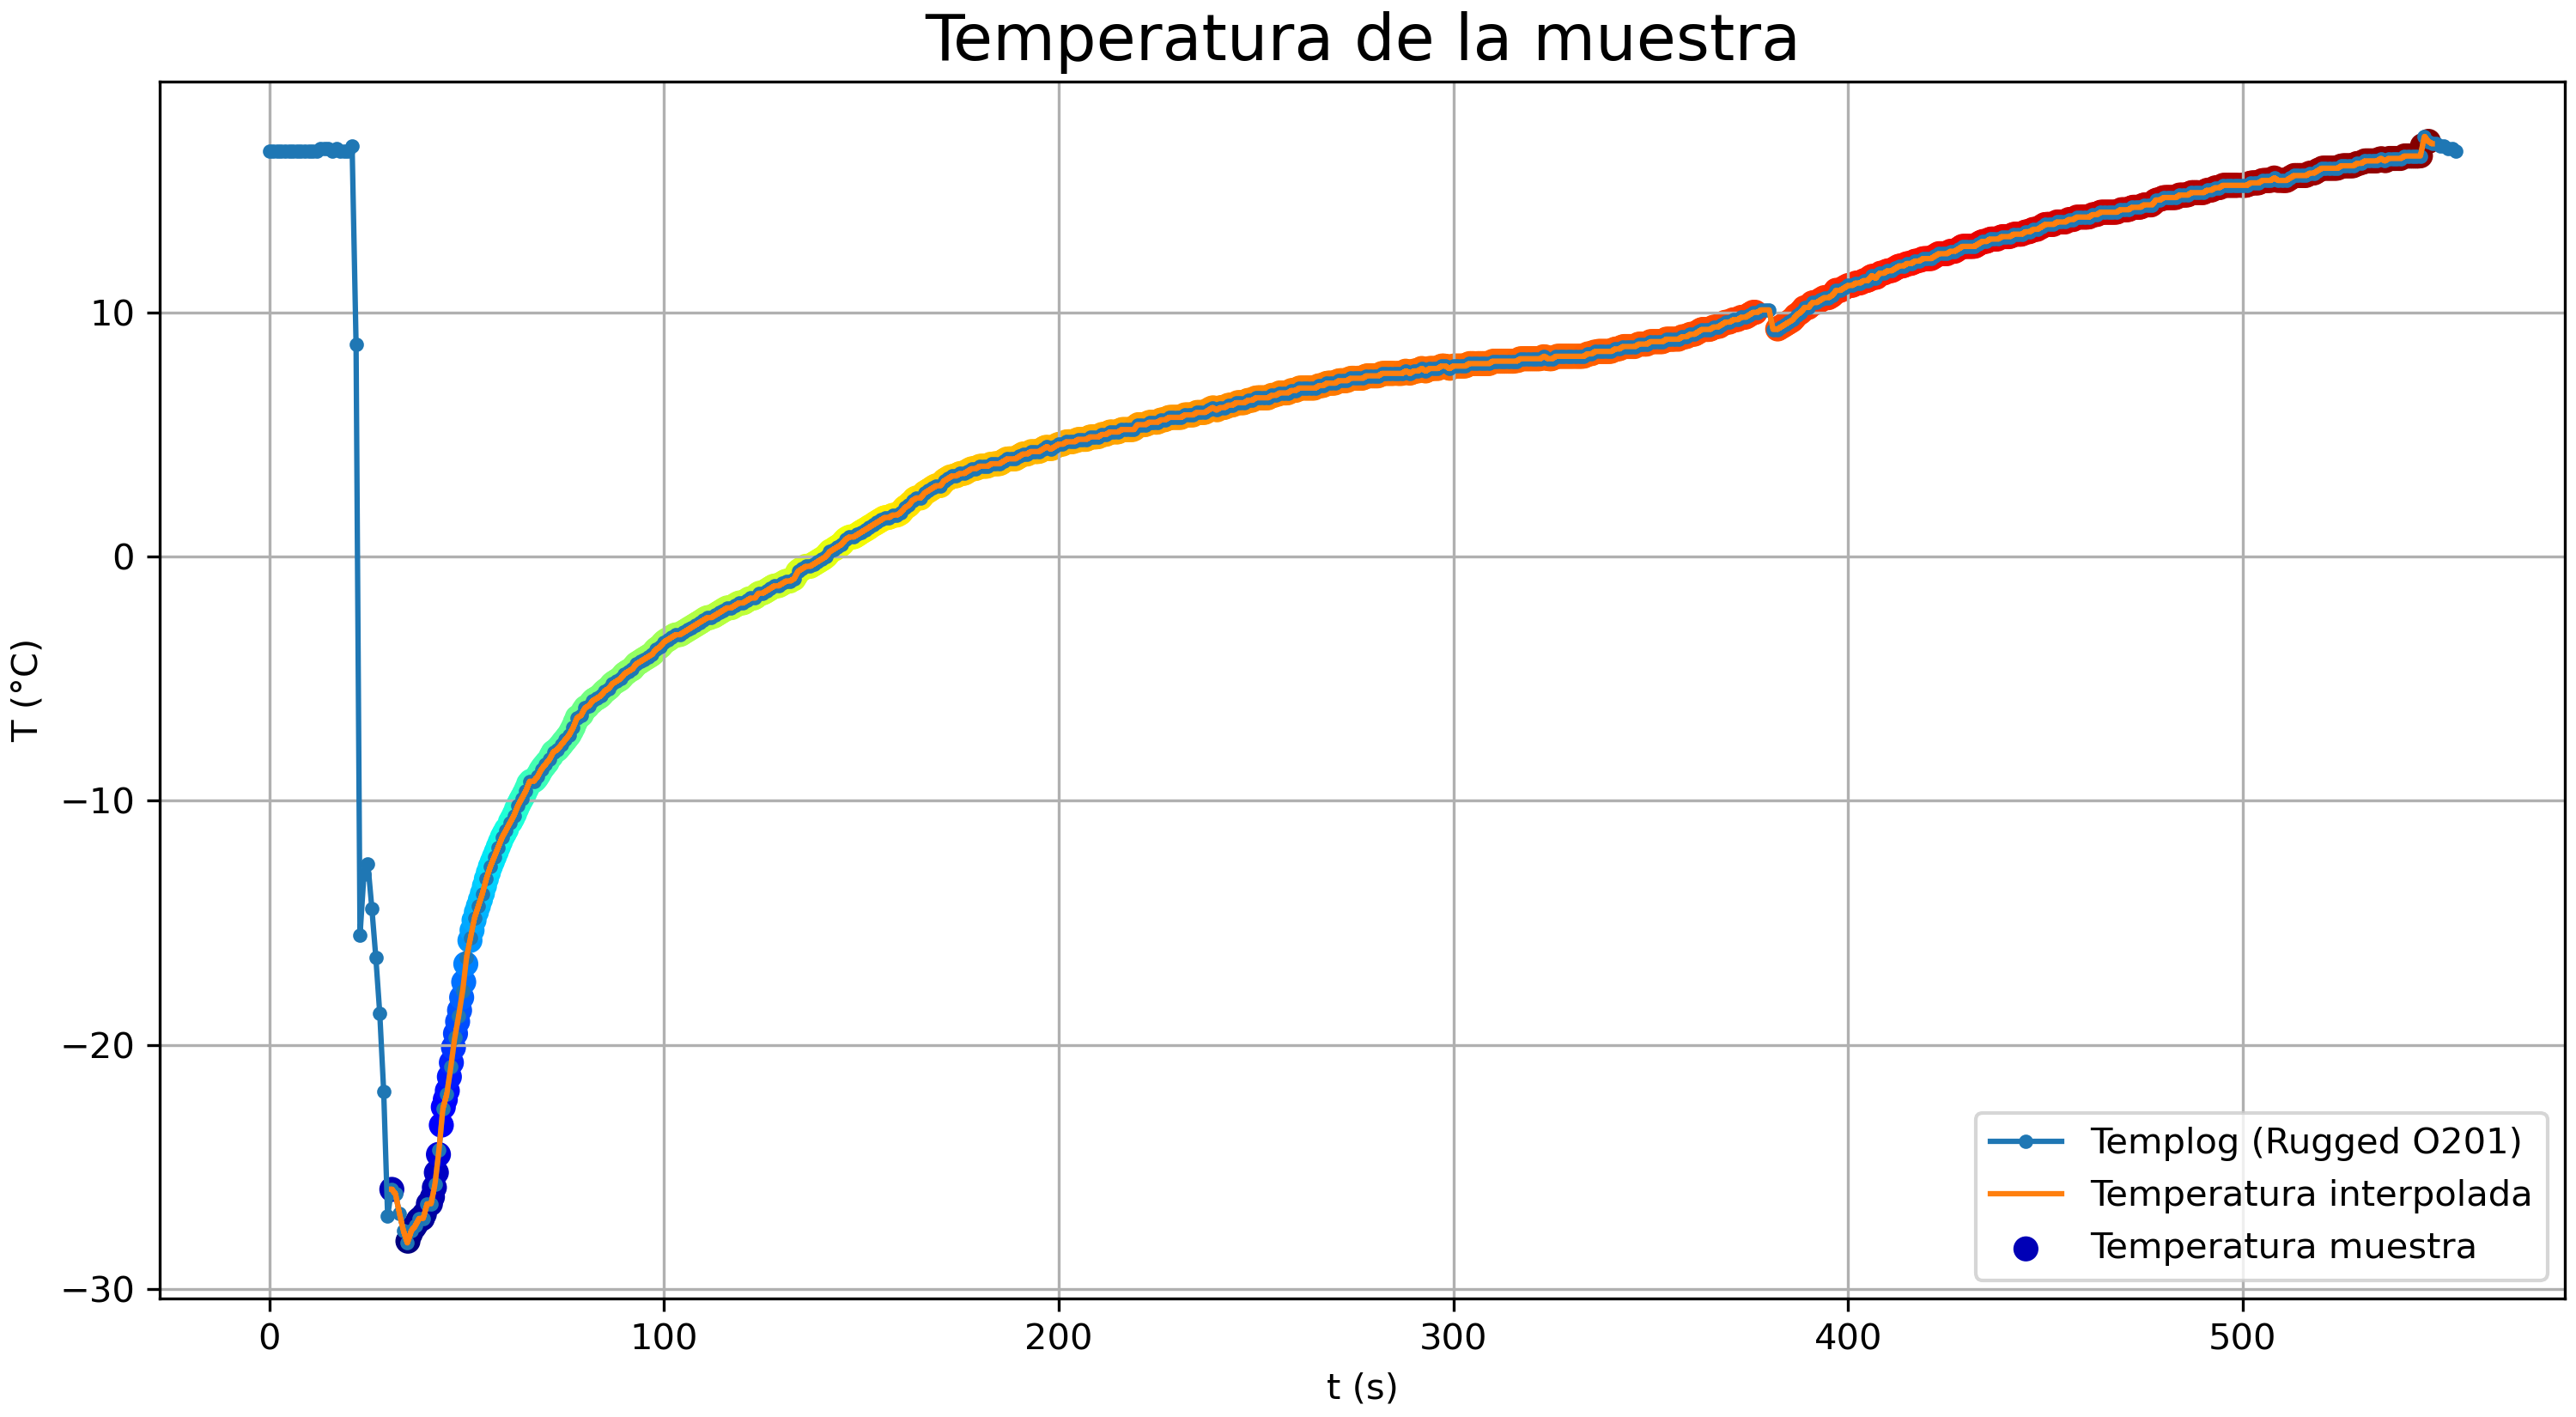 Temperatura de la muestra
T (°C)
10
0
−10
−20
−30
0
100
200
300
400
500
t (s)
Templog (Rugged O201)
Temperatura interpolada
Temperatura muestra